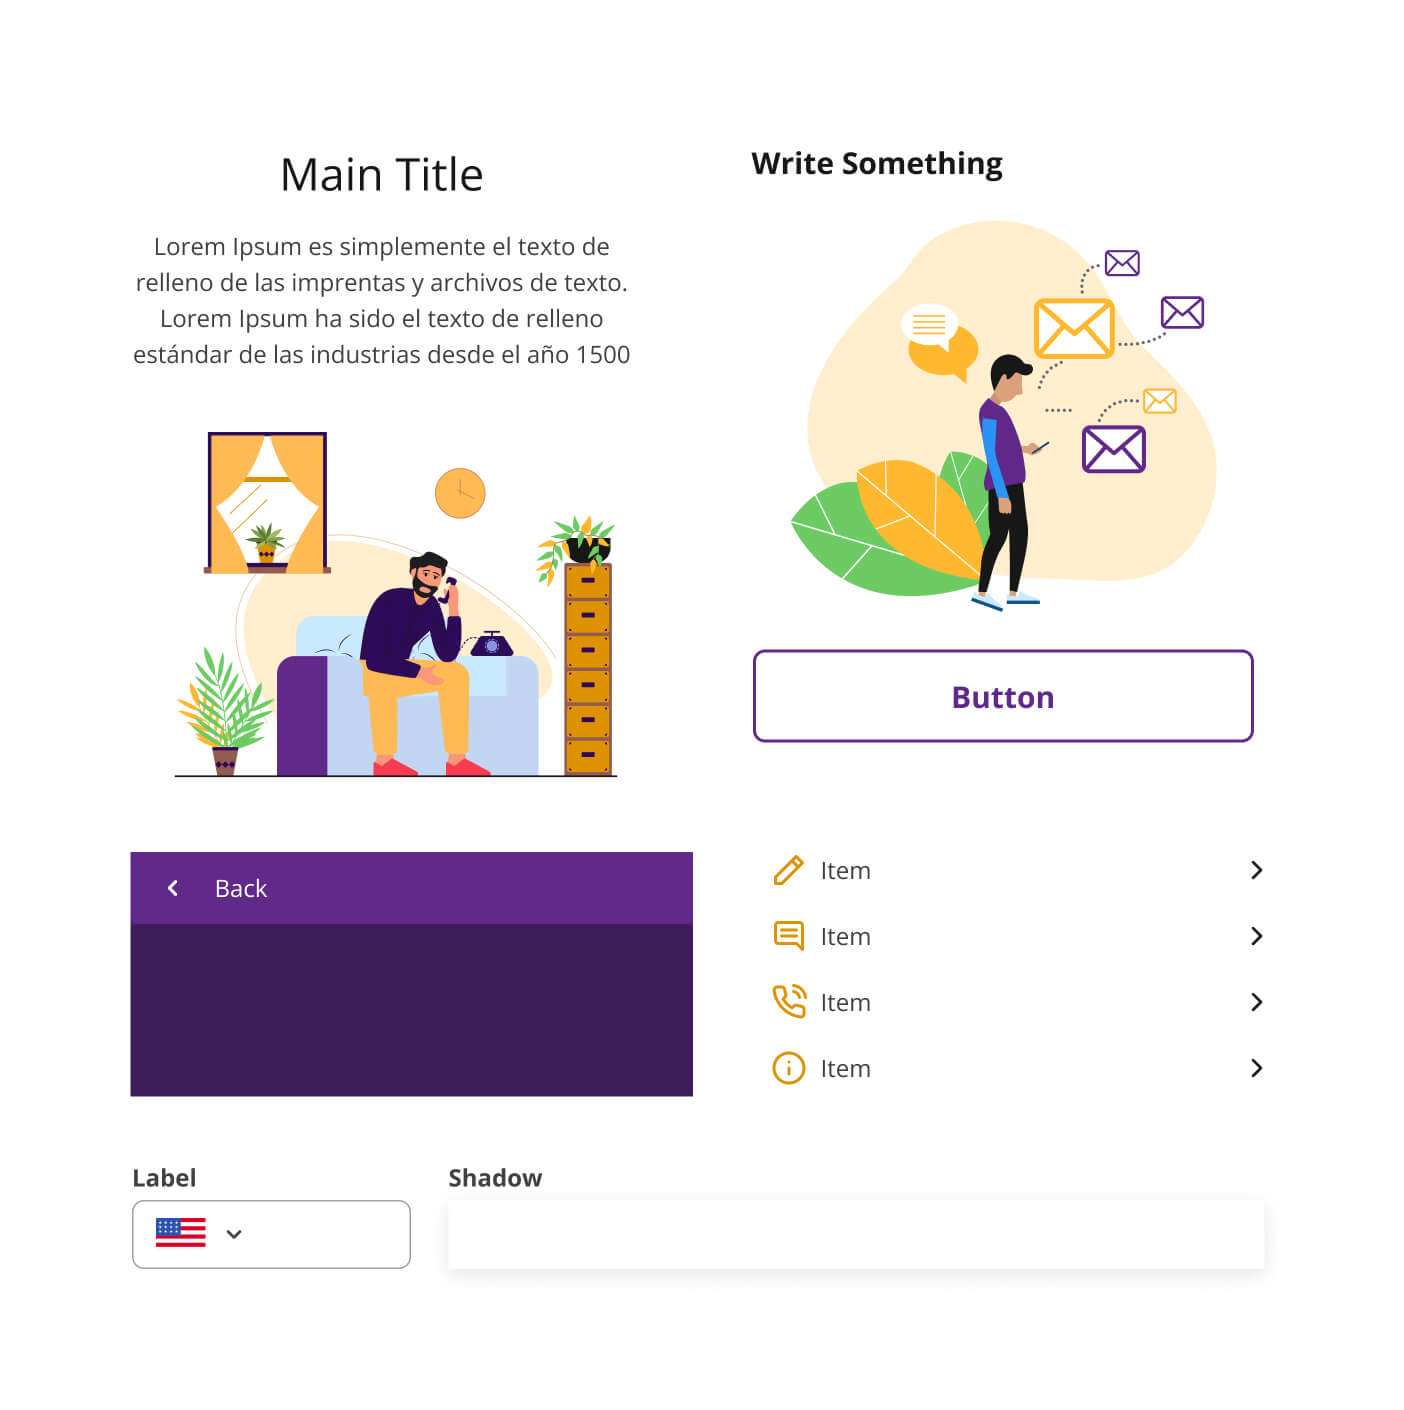 Main Title
Lorem Ipsum es simplemente el texto de
relleno de las imprentas y archivos de texto.
Lorem Ipsum ha sido el texto de relleno
estándar de las industrias desde el año 1500
Write Something
Button
Back
Item
Item
Item
Item
Label
Shadow